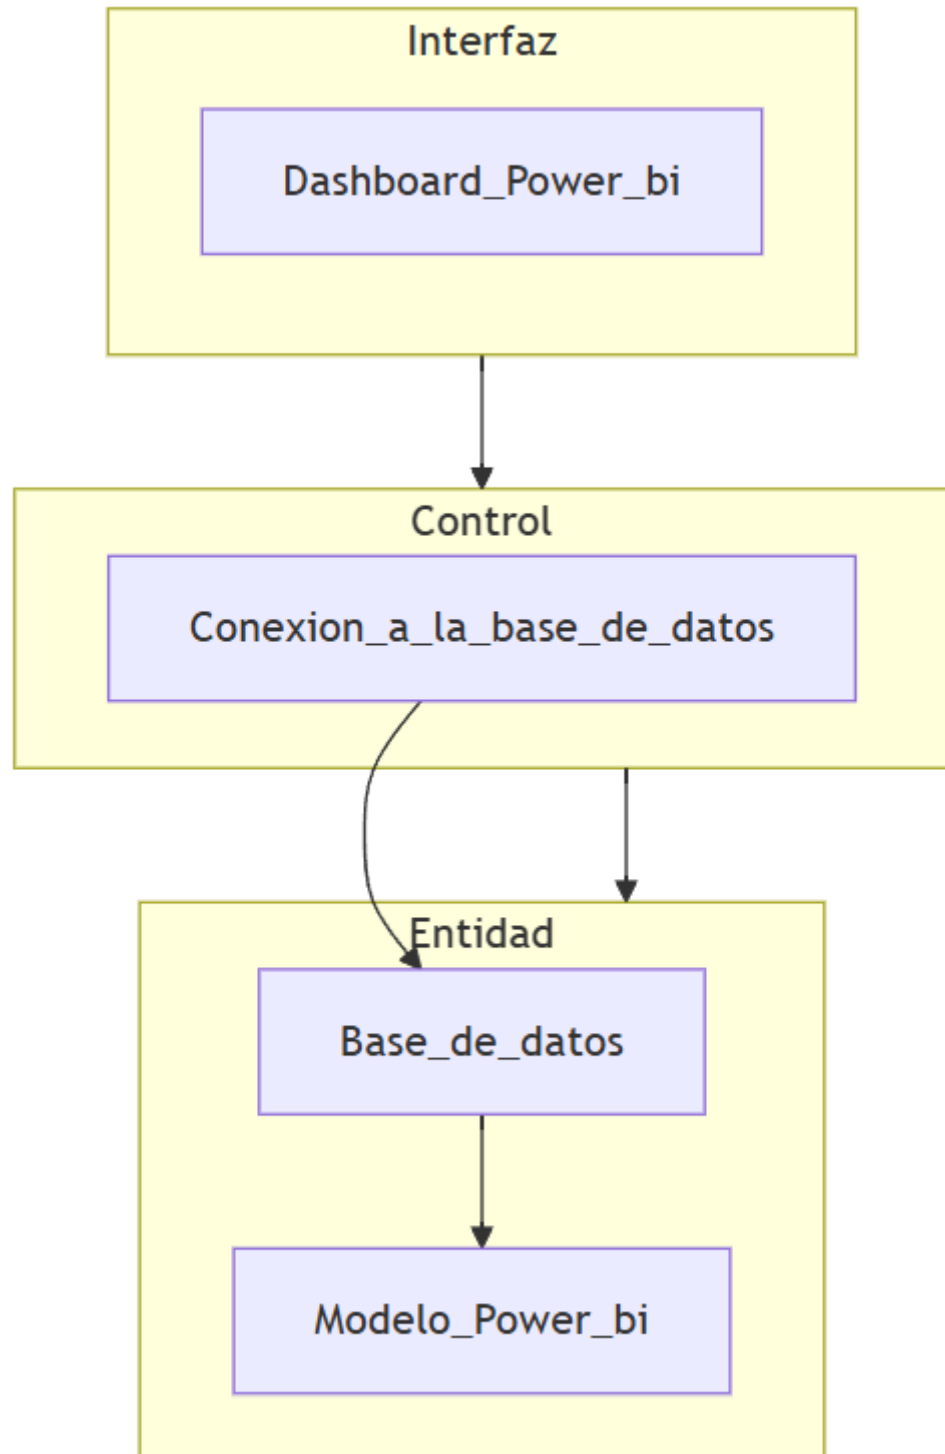 Interfaz
Dashboard_Power_bi
Control
Conexion_a_la_base_de_datos
Entidad
Base_de_datos
Modelo_Power_bi